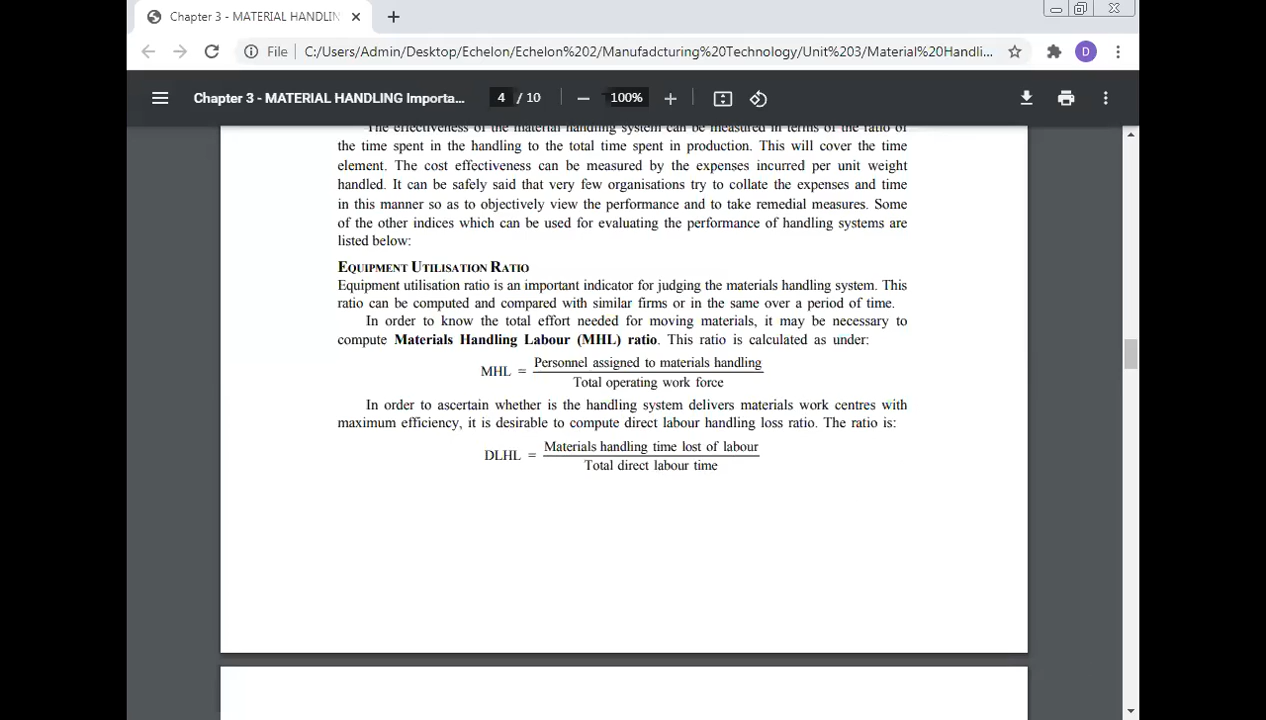 Chapter 3 - MATERIAL HANDLIN
File C:/Users/Admin/Desktop/Echelon/Echelon%202/Manufadcturing%20Technology/Unit%203/Material%20Handli... D
Chapter 3 - MATERIAL HANDLING Importa... 4 / 10 100%
The effectiveness of the material handling system can be measured in terms of the ratio of
the time spent in the handling to the total time spent in production. This will cover the time
element. The cost effectiveness can be measured by the expenses incurred per unit weight
handled. It can be safely said that very few organisations try to collate the expenses and time
in this manner so as to objectively view the performance and to take remedial measures. Some
of the other indices which can be used for evaluating the performance of handling systems are
listed below:
EQUIPMENT UTILISATION RATIO
Equipment utilisation ratio is an important indicator for judging the materials handling system. This
ratio can be computed and compared with similar firms or in the same over a period of time.
In order to know the total effort needed for moving materials, it may be necessary to
compute Materials Handling Labour (MHL) ratio. This ratio is calculated as under:
MHL = Personnel assigned to materials handling
Total operating work force
In order to ascertain whether is the handling system delivers materials work centres with
maximum efficiency, it is desirable to compute direct labour handling loss ratio. The ratio is:
DLHL = Materials handling time lost of labour
Total direct labour time